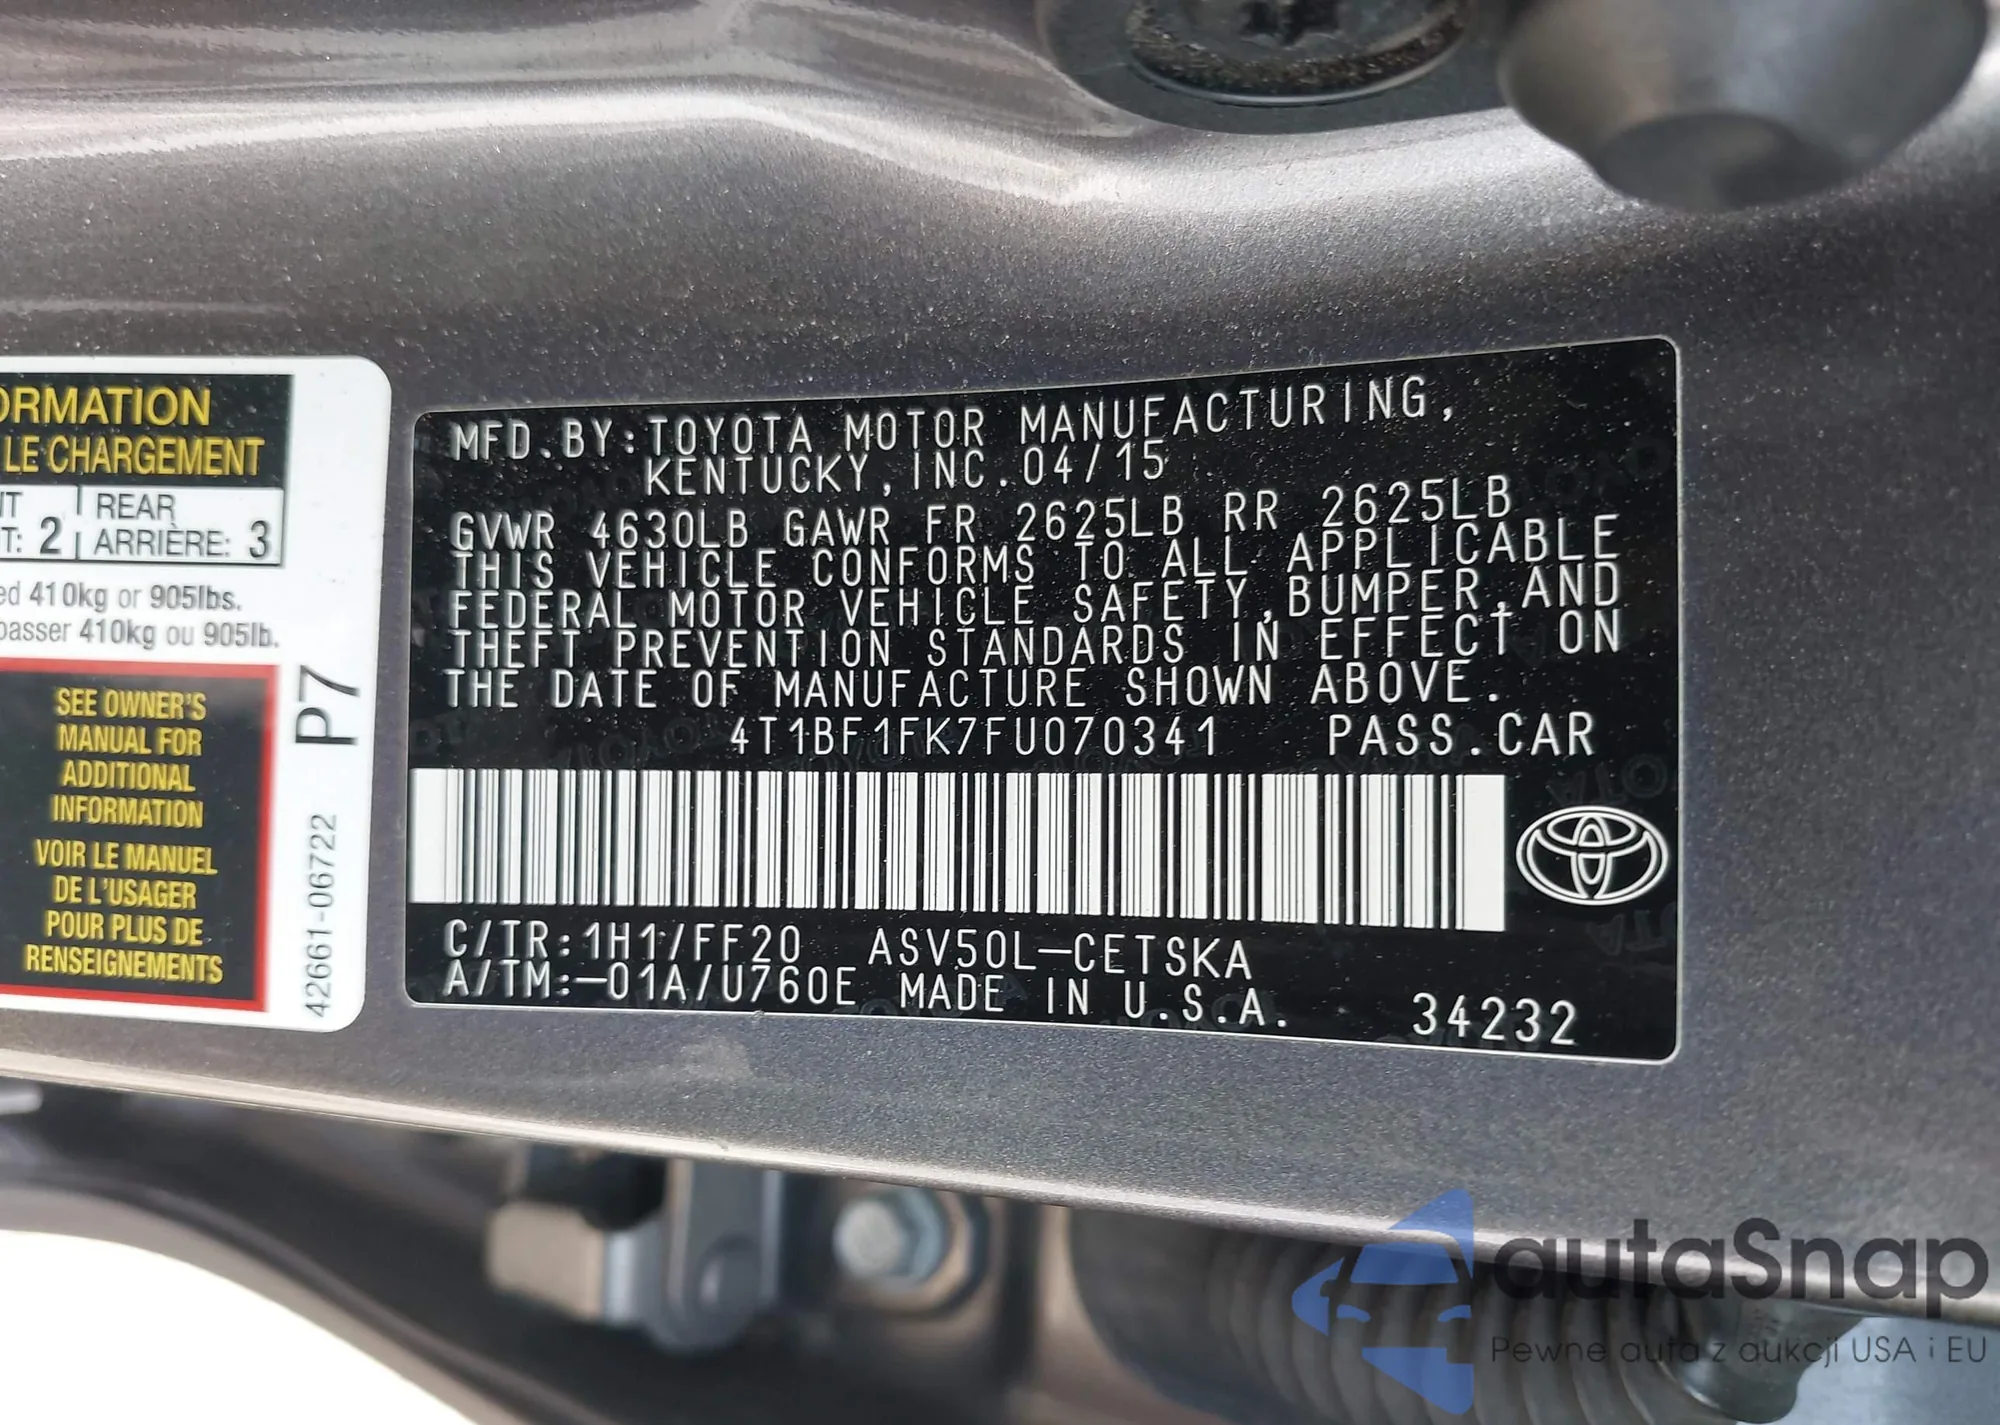 ORMATION
LE CHARGEMENT
NT REAR
T: 2 ARRIÈRE: 3
ed 410kg or 905lbs.
passer 410kg ou 905lb.
SEE OWNER'S
MANUAL FOR
ADDITIONAL
INFORMATION
VOIR LE MANUEL
DE L'USAGER
POUR PLUS DE
RENSEIGNEMENTS
P7
42661-06722
MFD.BY:TOYOTA MOTOR MANUFACTURING,
KENTUCKY,INC.04/15
GVWR 4630LB GAWR FR 2625LB RR 2625LB
THIS VEHICLE CONFORMS TO ALL APPLICABLE
FEDERAL MOTOR VEHICLE SAFETY,BUMPER,AND
THEFT PREVENTION STANDARDS IN EFFECT ON
THE DATE OF MANUFACTURE SHOWN ABOVE.
4T1BF1FK7FU070341 PASS.CAR
C/TR:1H1/FF20 ASV50L-CETSKA
A/TM:-01A/U760E MADE IN U.S.A. 34232
autaSnap
Pewne auta z aukcji USA i EU